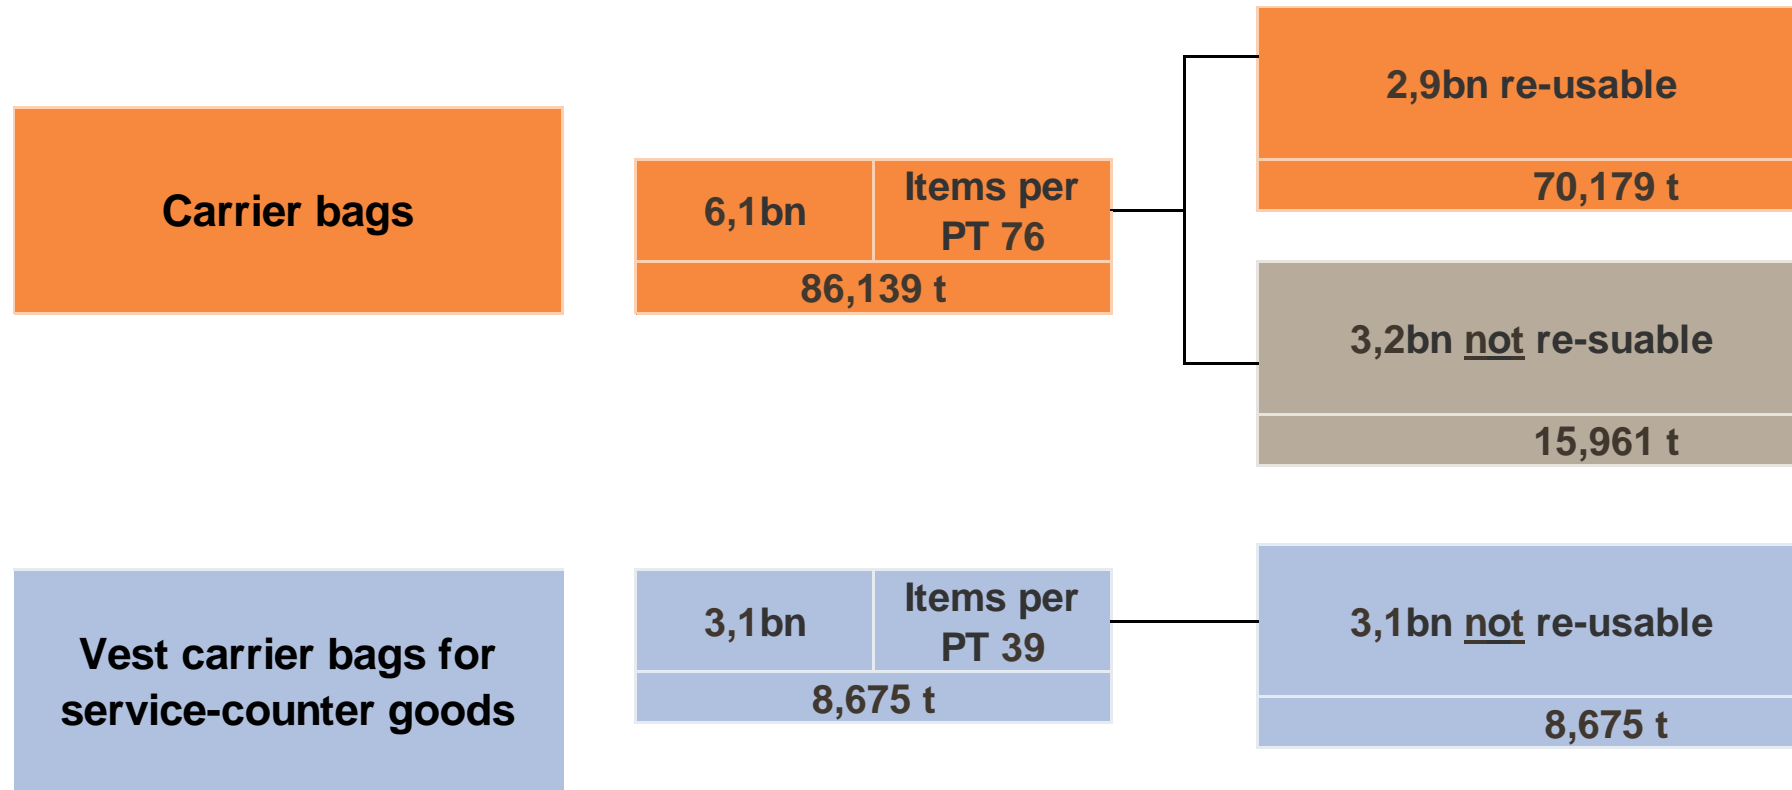 Carrier bags
6,1bn
Items per
PT 76
86,139 t
2,9bn re-usable
70,179 t
3,2bn not re-suable
15,961 t
Vest carrier bags for
service-counter goods
3,1bn
Items per
PT 39
8,675 t
3,1bn not re-usable
8,675 t